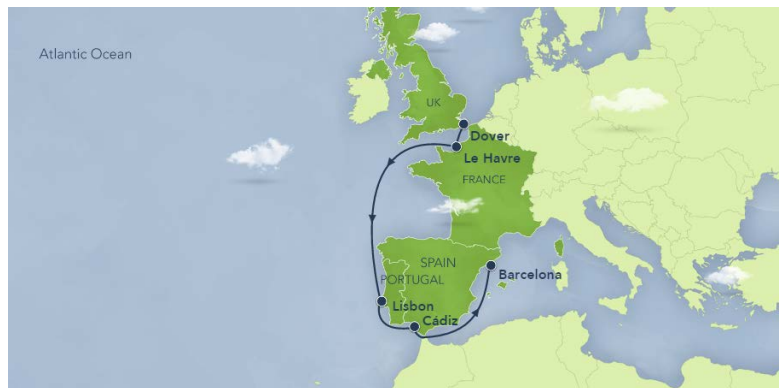 Atlantic Ocean
UK
Dover
Le Havre
FRANCE
SPAIN
Barcelona
PORTUGAL
Lisbon
Cádiz